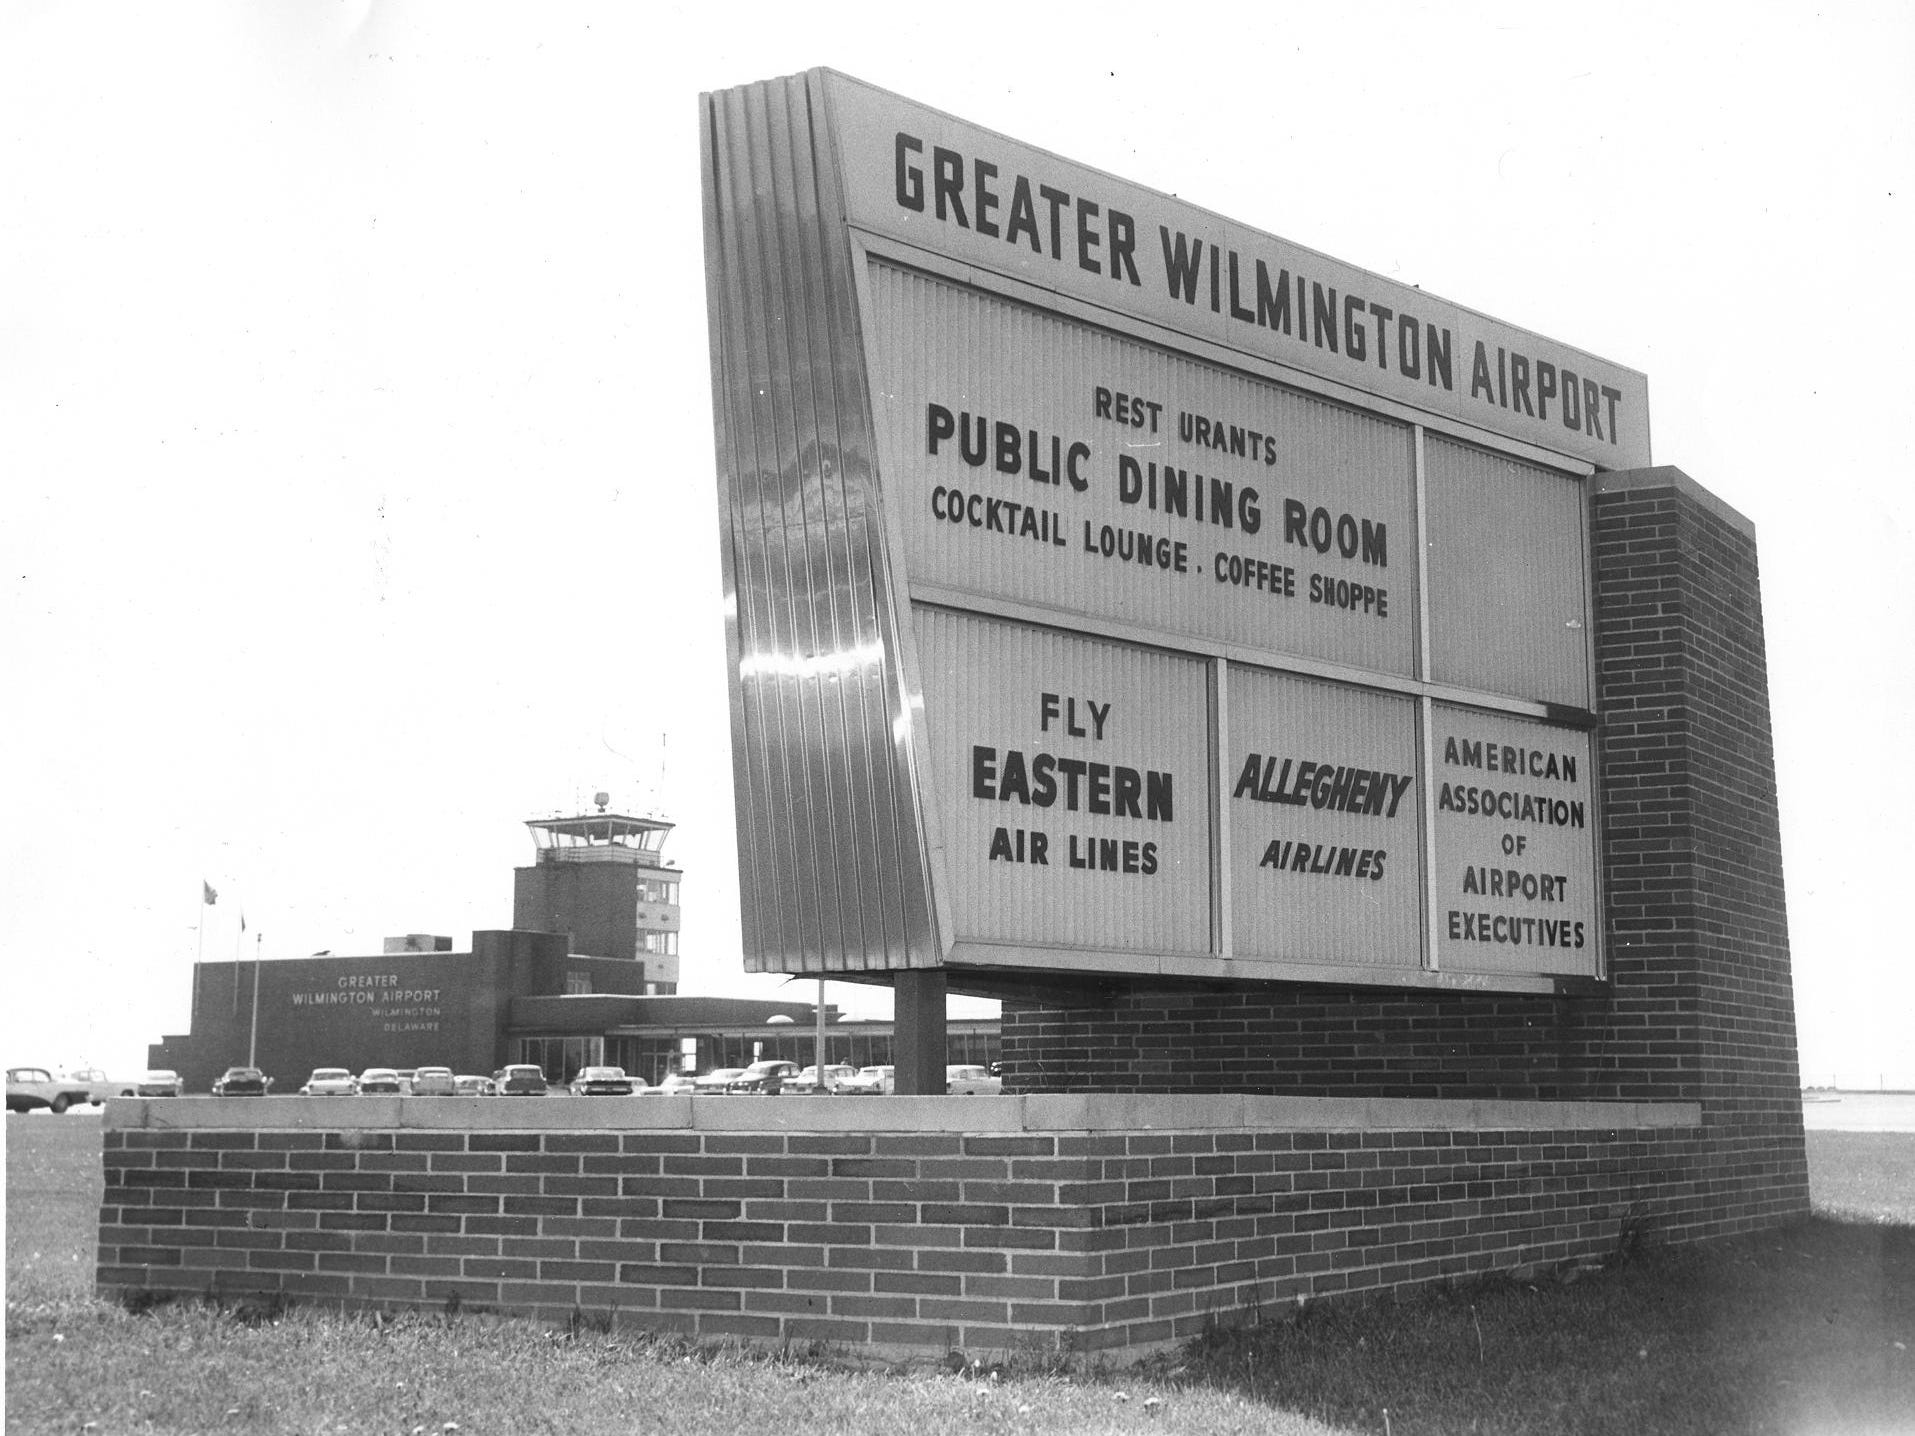 GREATER WILMINGTON AIRPORT
REST URANTS
PUBLIC DINING ROOM
COCKTAIL LOUNGE . COFFEE SHOPPE
FLY
EASTERN
AIR LINES
ALLEGHENY
AIRLINES
AMERICAN
ASSOCIATION
OF
AIRPORT
EXECUTIVES
GREATER
WILMINGTON AIRPORT
WILMINGTON
DELAWARE